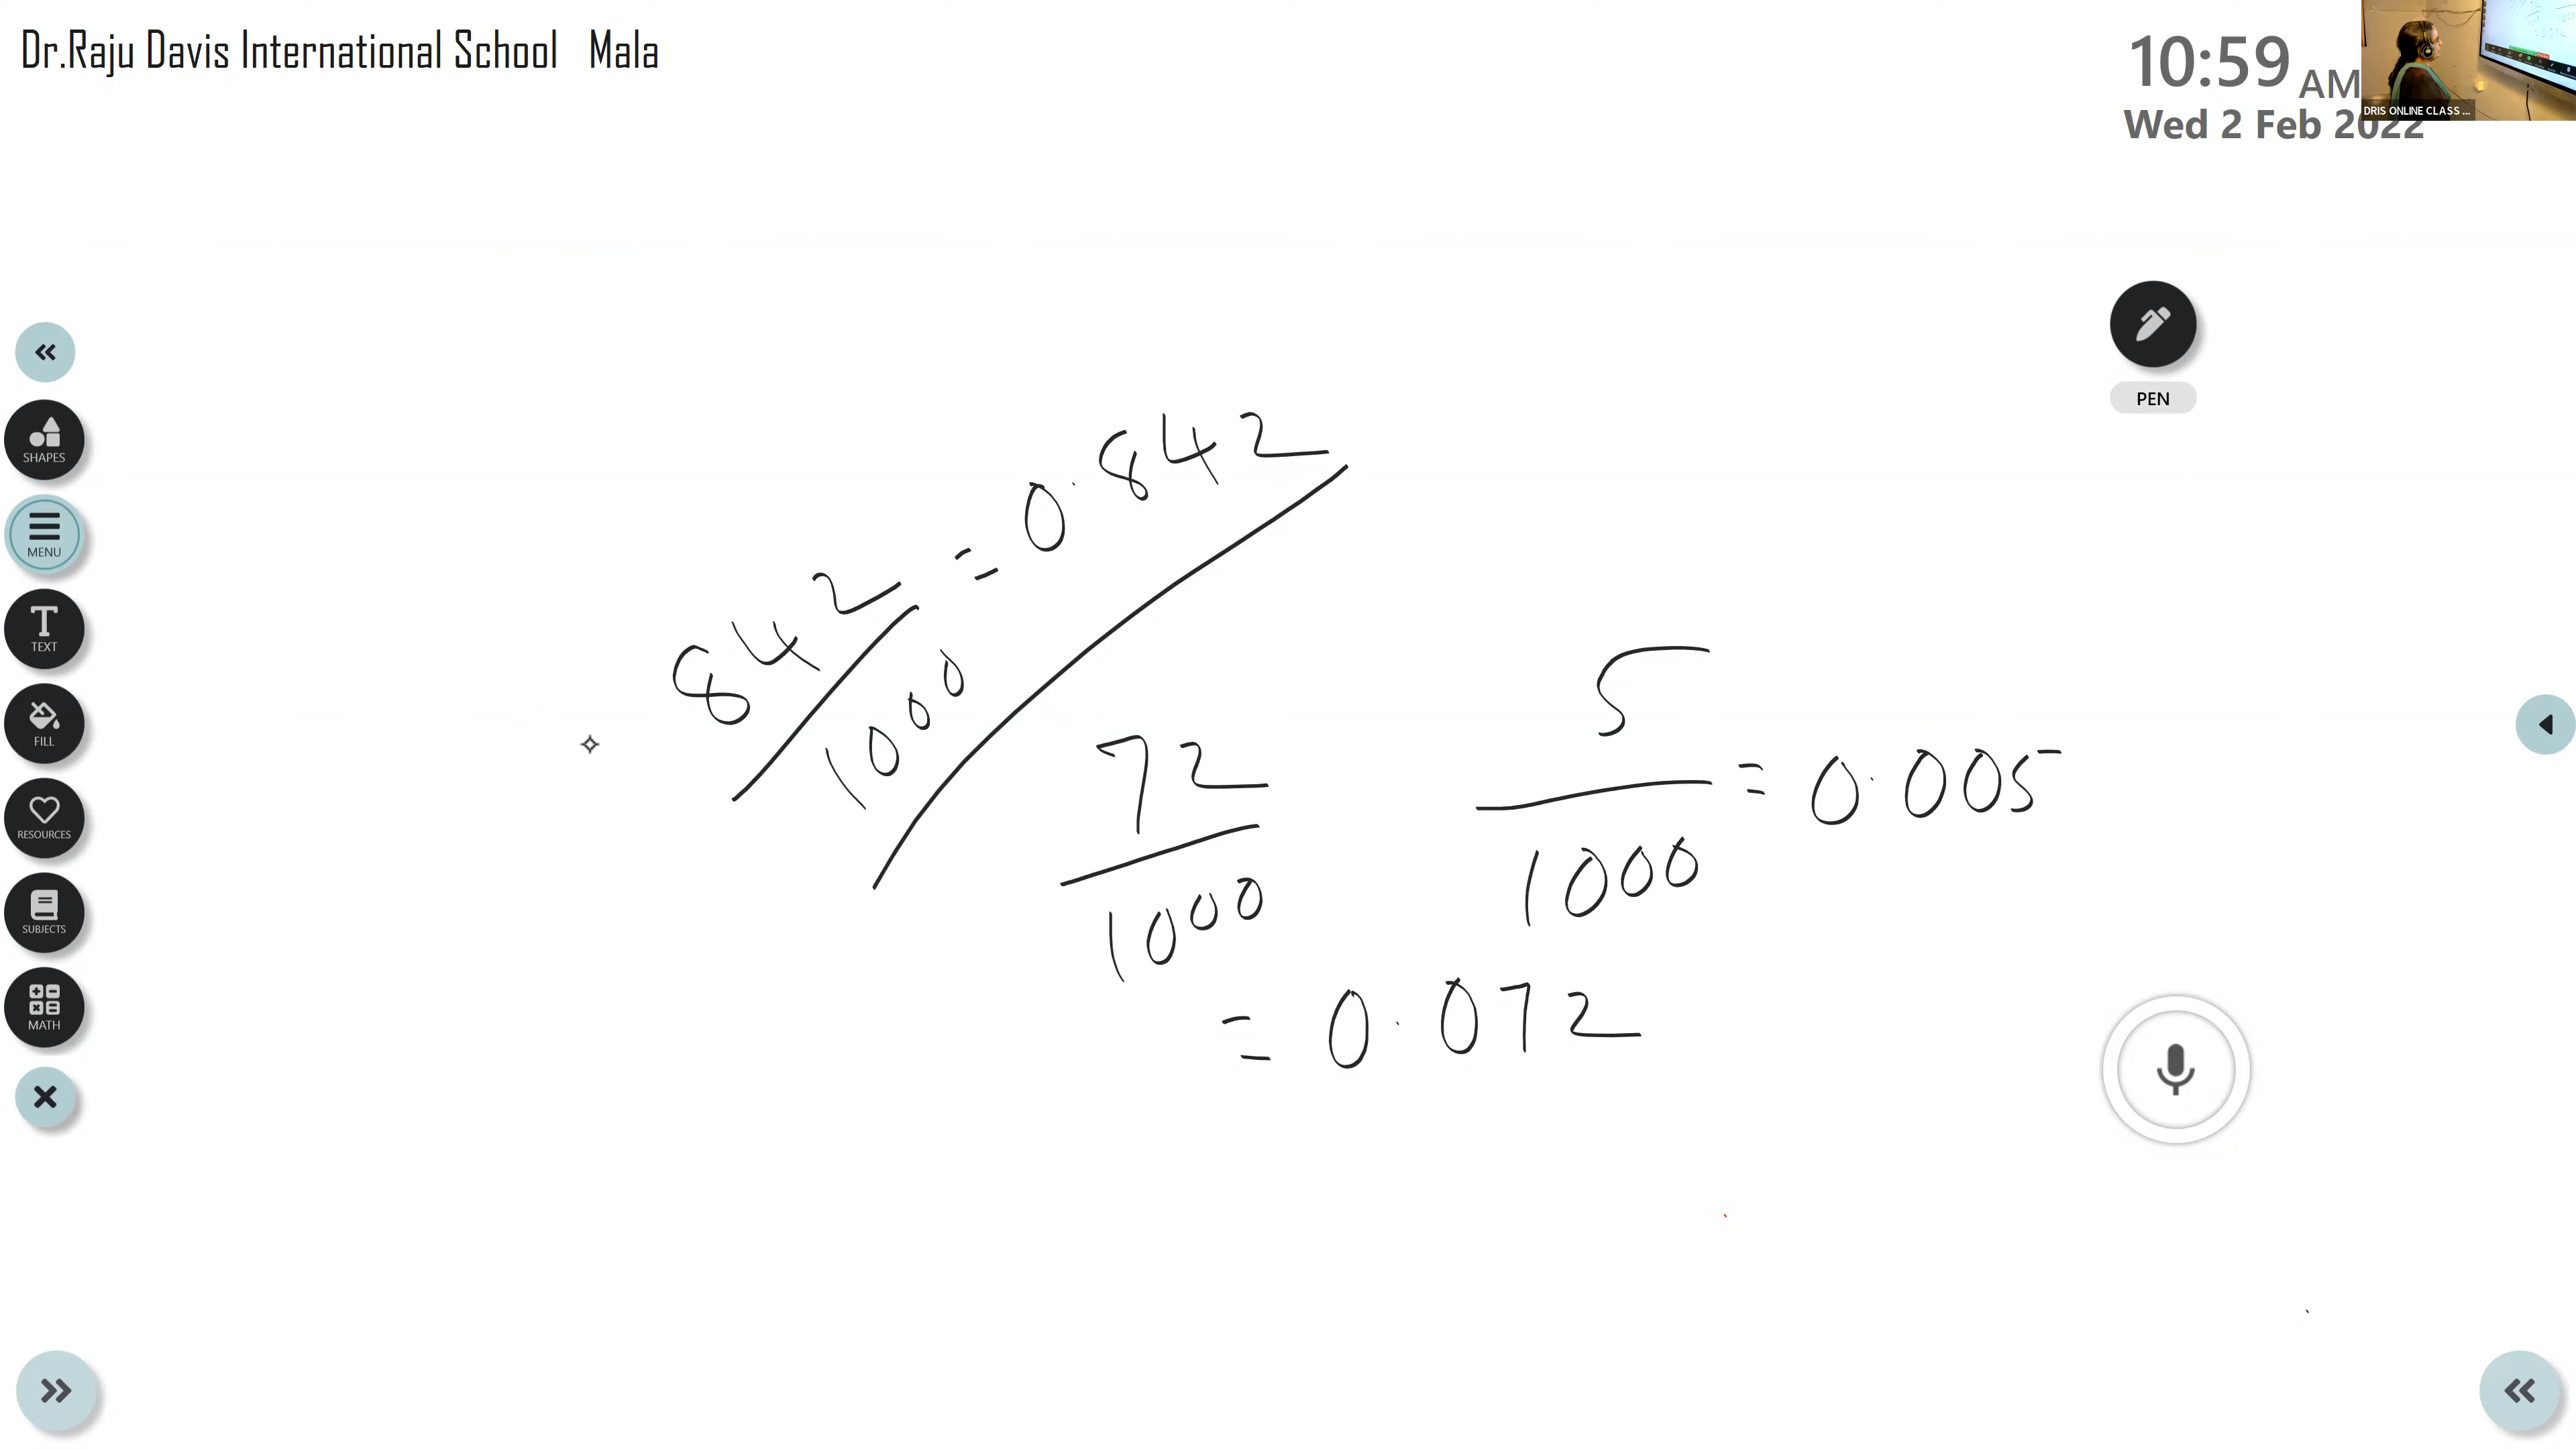 Dr.Raju Davis International School Mala
10:59 AM
Wed 2 Feb 2022
DRIS ONLINE CLASS ...
PEN
SHAPES
MENU
TEXT
FILL
RESOURCES
SUBJECTS
MATH
842/1000 = 0.842
72/1000
= 0.072
5/1000 = 0.005